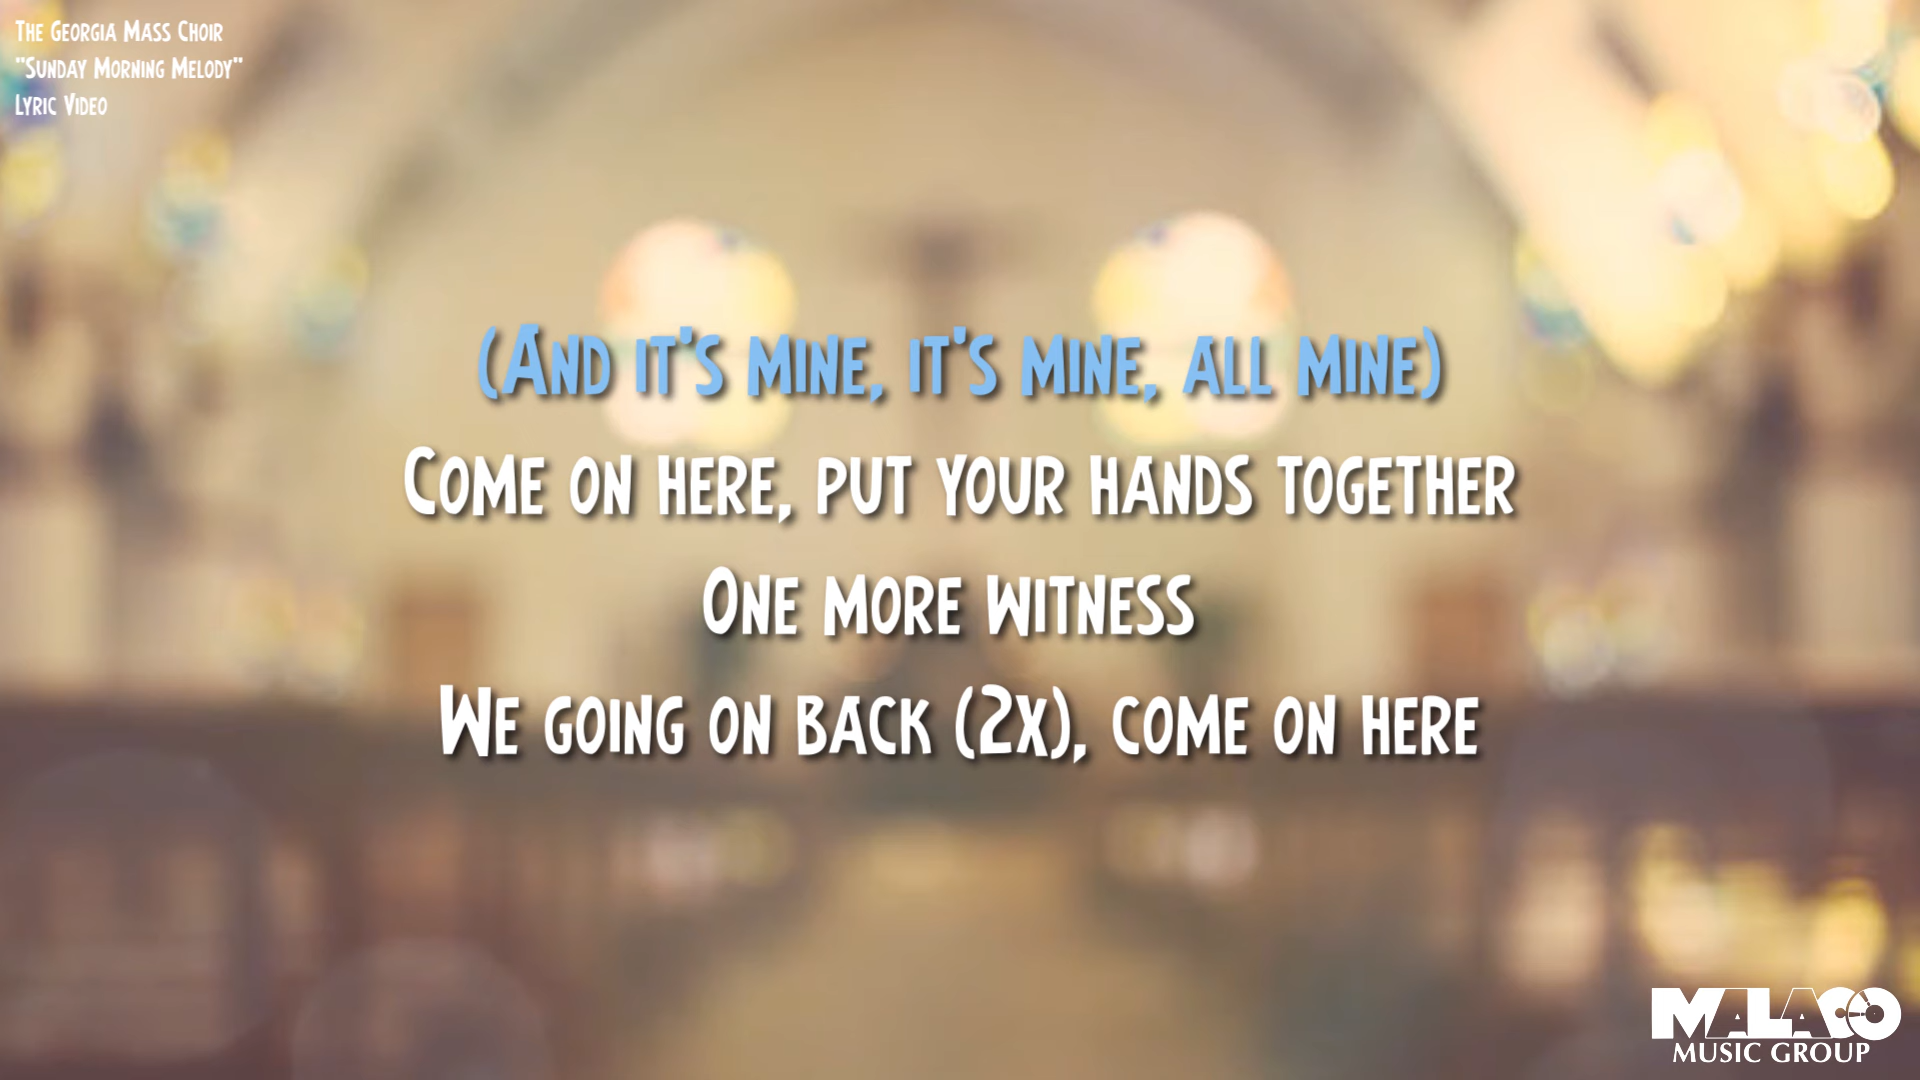 The Georgia Mass Choir
"Sunday Morning Melody"
Lyric Video
(And it's mine, it's mine, all mine)
Come on here, put your hands together
One more witness
We going on back (2x), come on here
MALACO
MUSIC GROUP